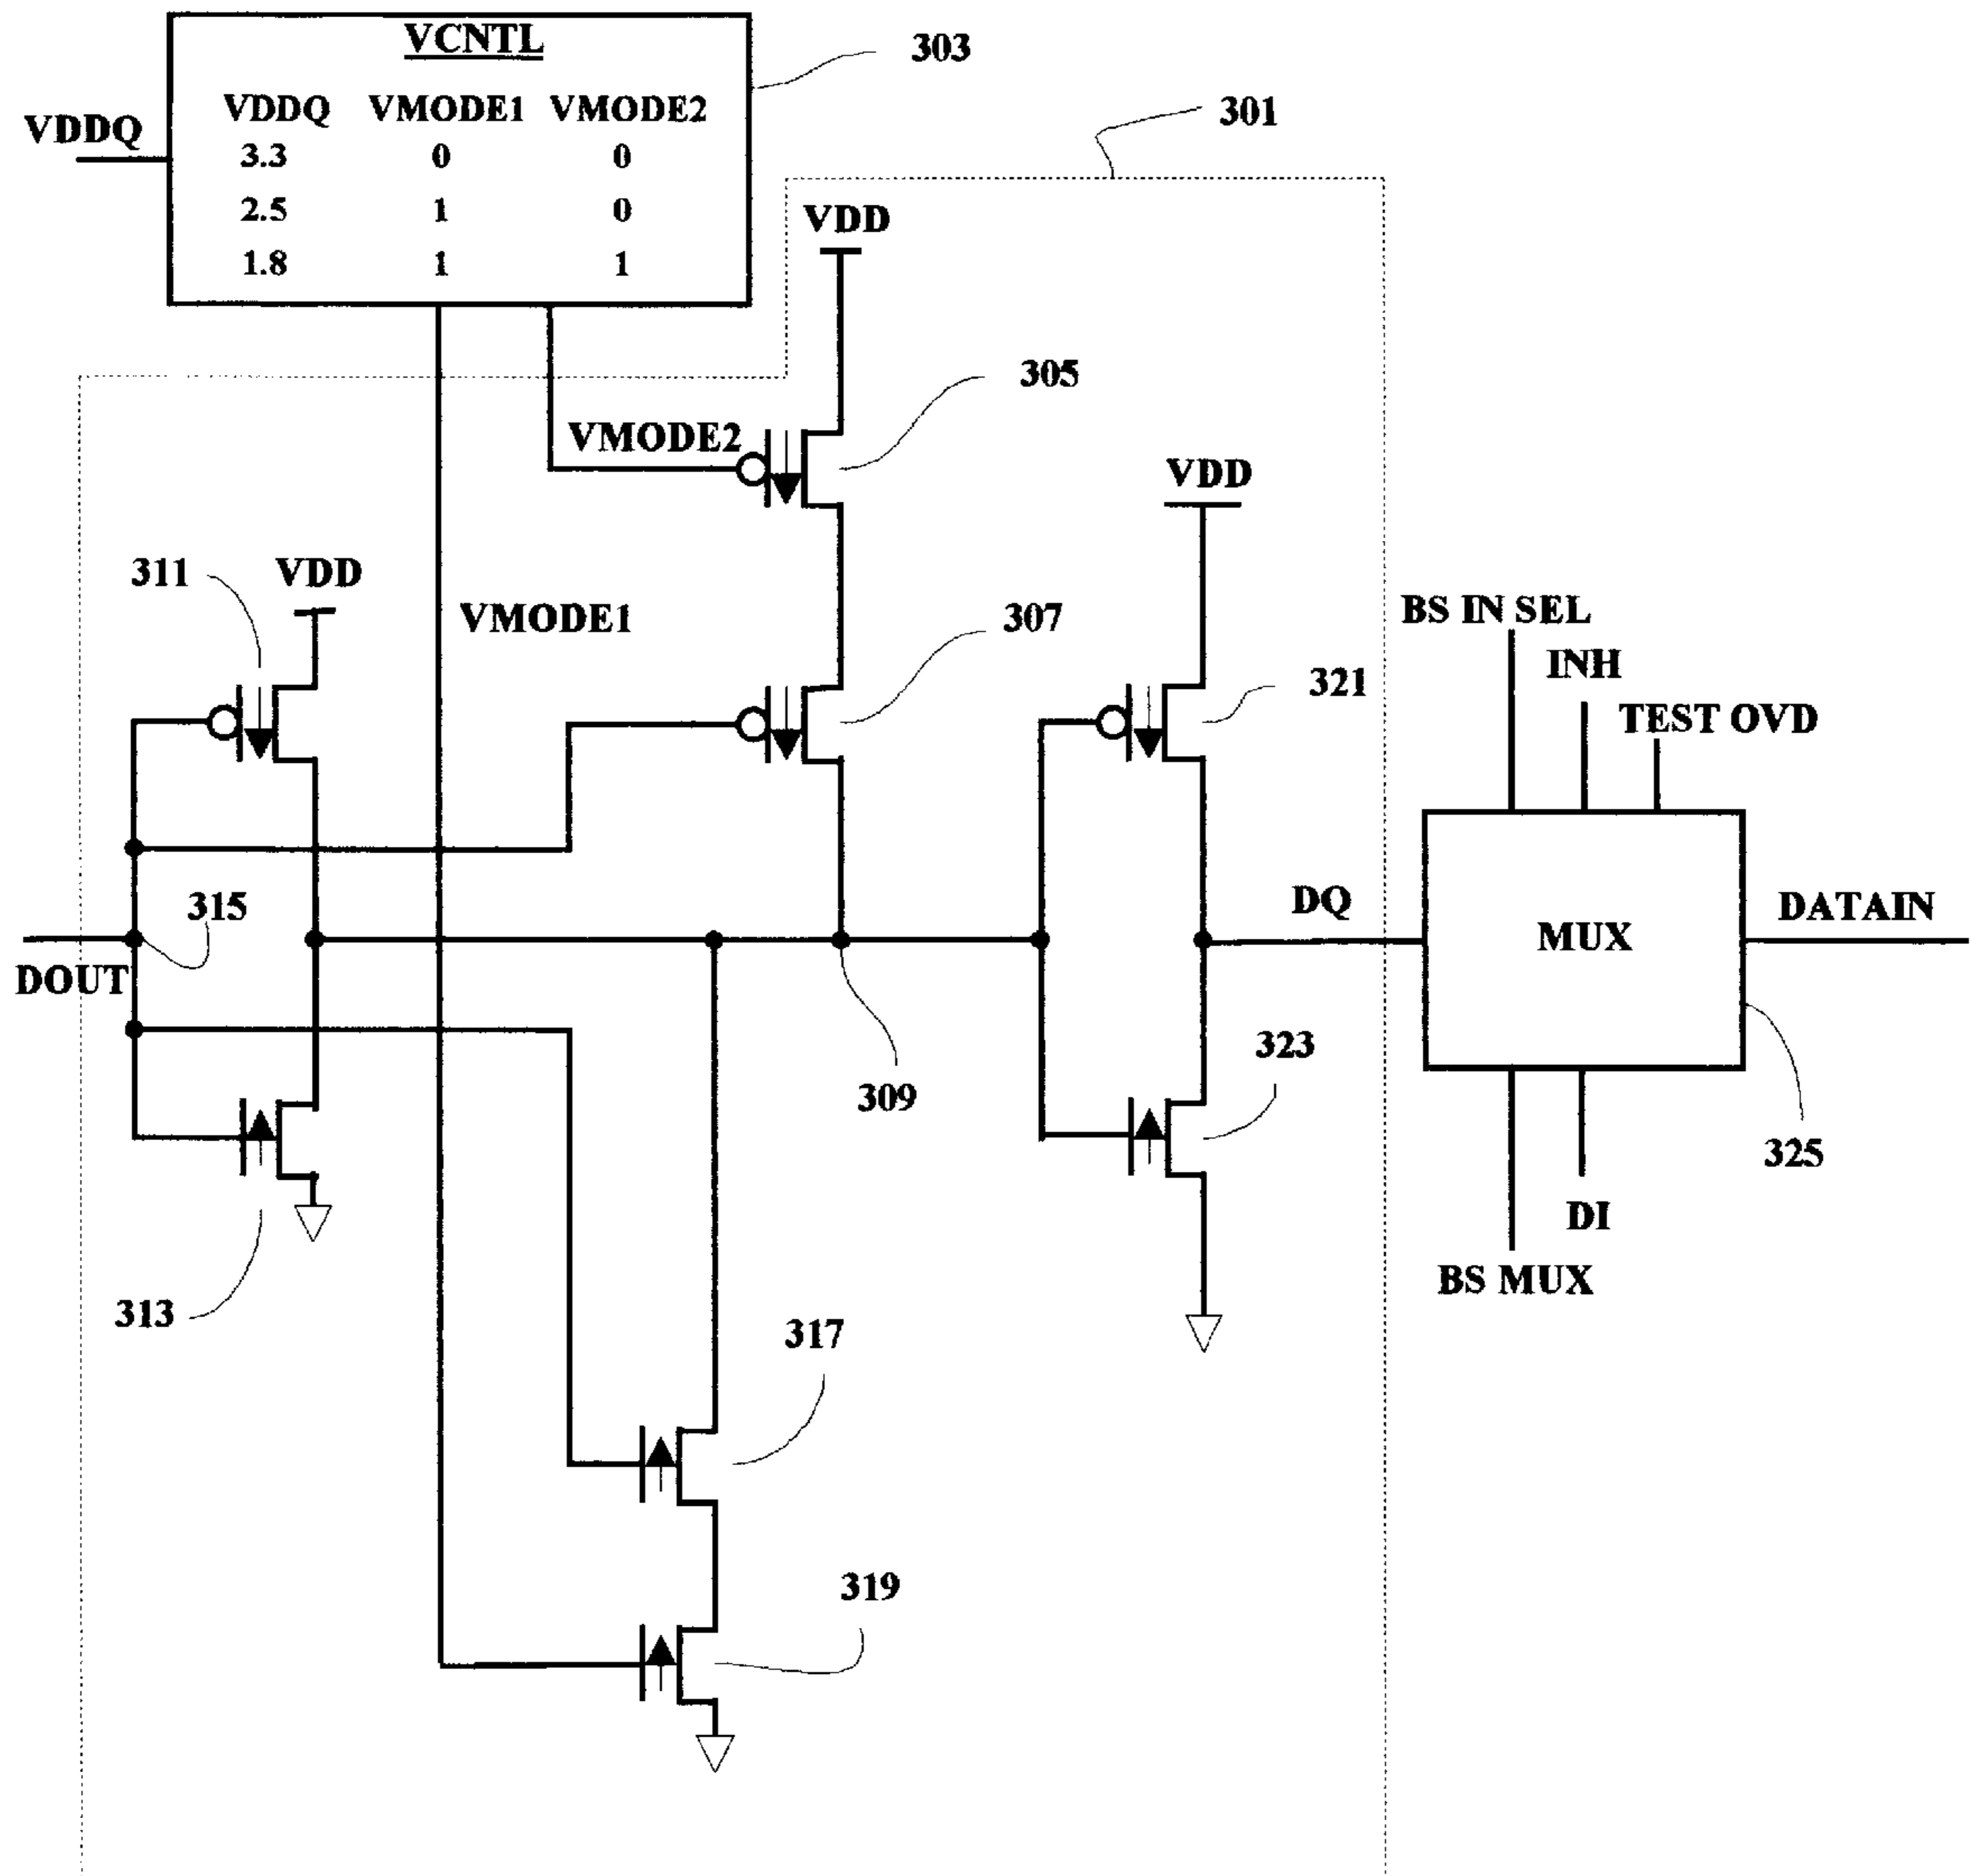 VCNTL
303
VDDQ VMODE1 VMODE2
VDDQ
3.3 0 0
2.5 1 0
1.8 1 1
301
VDD
305
VMODE2
VDD
311
VDD
VMODE1
307
BS IN SEL
INH
321
TEST OVD
315
DQ
MUX
DATAIN
DOUT
309
323
325
DI
BS MUX
313
317
319